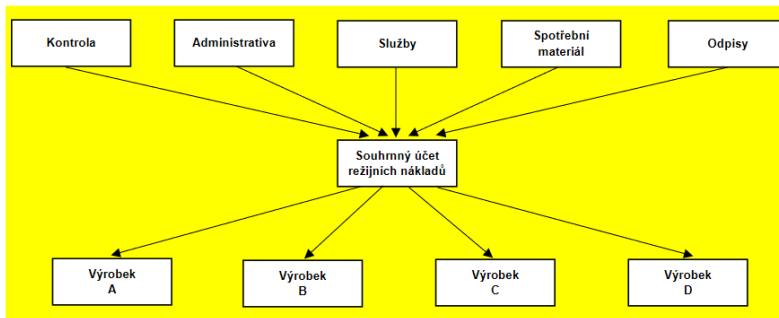 Kontrola
Administrativa
Služby
Spotřební
materiál
Odpisy
Souhrnný účet
režijních nákladů
Výrobek
A
Výrobek
B
Výrobek
C
Výrobek
D